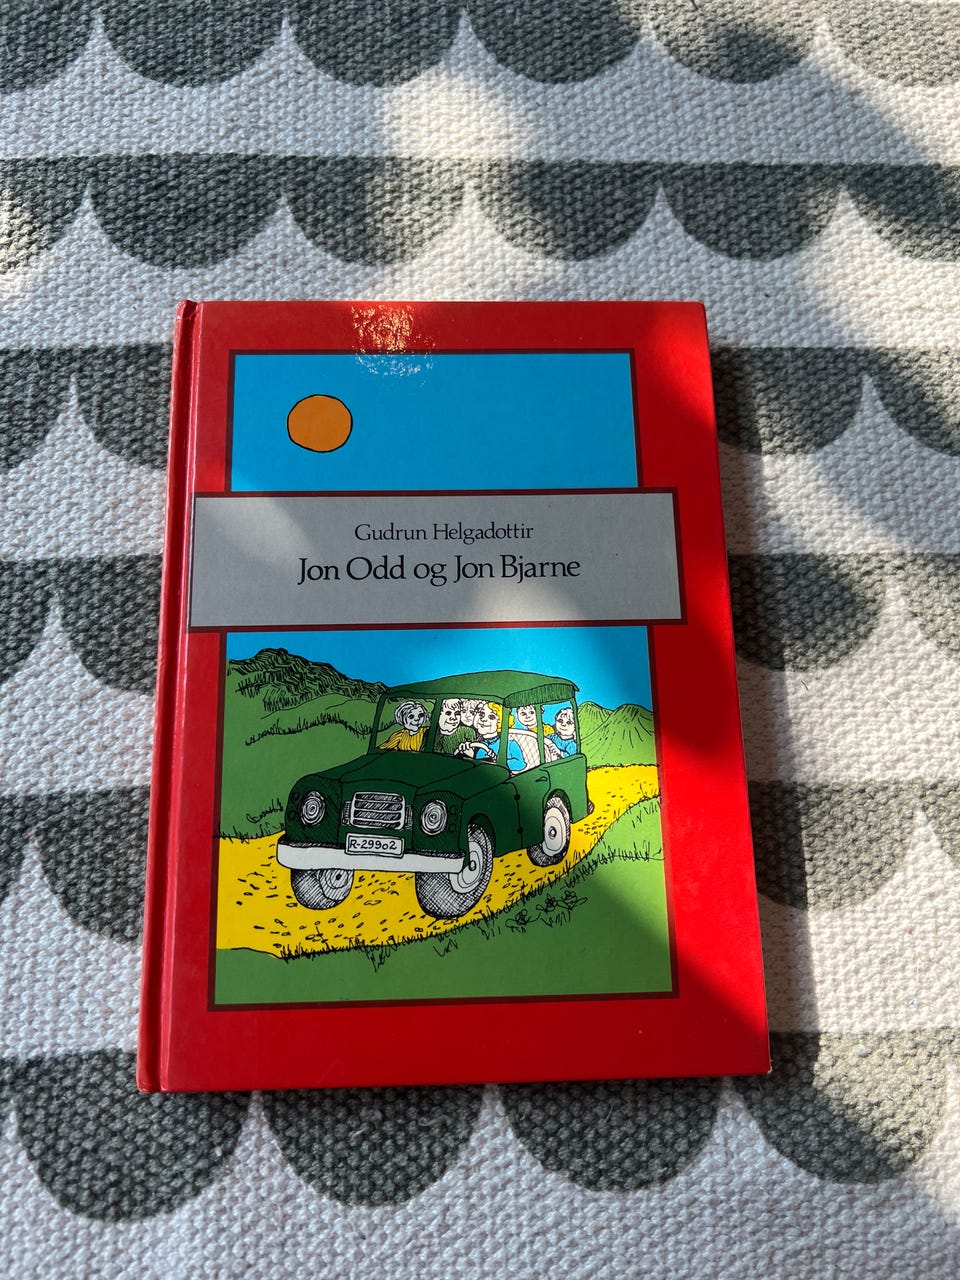 Gudrun Helgadottir
Jon Odd og Jon Bjarne
R-29902